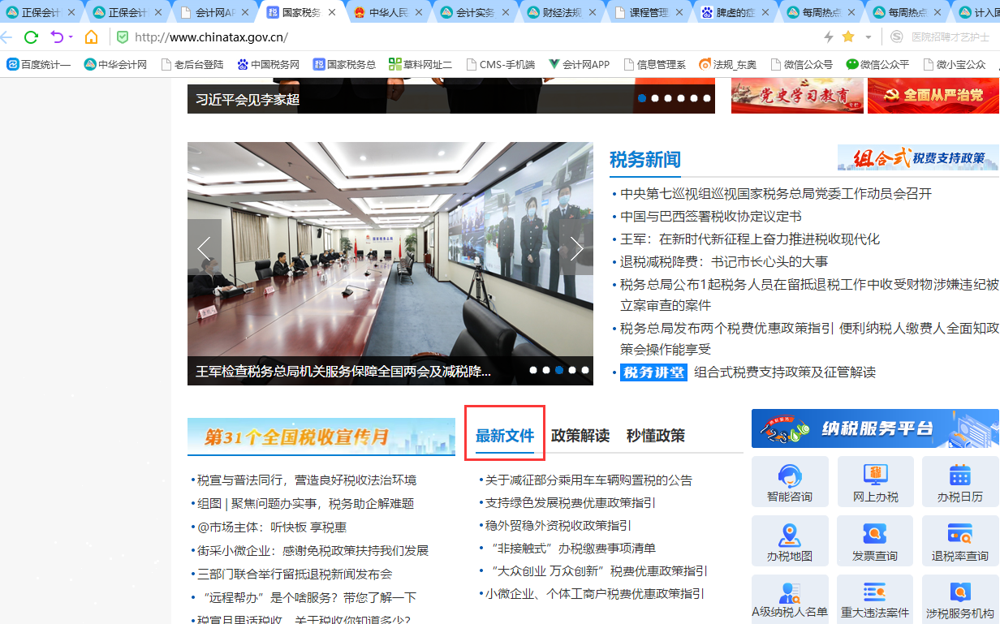 正保会计
正保会计
会计网AP
国家税务
中华人民
会计实务
财经法规
课程管理
脾虚的症
每周热点
每周热点
计入
http://www.chinatax.gov.cn/
医院招聘才艺护士
百度统计—
中华会计网
老后台登陆
中国税务网
国家税务总
草料网址二
CMS-手机端
会计网APP
信息管理系
法规_东奥
微信公众号
微信公众平
微小宝公众
习近平会见李家超
党史学习教育
专栏
全面从严治党
税务新闻
组合式税费支持政策
中央第七巡视组巡视国家税务总局党委工作动员会召开
中国与巴西签署税收协定议定书
王军：在新时代新征程上奋力推进税收现代化
退税减税降费：书记市长心头的大事
税务总局公布1起税务人员在留抵退税工作中收受财物涉嫌违纪被
立案审查的案件
税务总局发布两个税费优惠政策指引 便利纳税人缴费人全面知政
策会操作能享受
税务讲堂 组合式税费支持政策及征管解读
王军检查税务总局机关服务保障全国两会及减税降...
第31个全国税收宣传月
税宣与普法同行，营造良好税收法治环境
组图 | 聚焦问题办实事，税务助企解难题
@市场主体：听快板 享税惠
街采小微企业：感谢免税政策扶持我们发展
三部门联合举行留抵退税新闻发布会
“远程帮办”是个啥服务？带您了解一下
税宣月里话税收，关于税收你知道多少？
最新文件 政策解读 秒懂政策
关于减征部分乘用车车辆购置税的公告
支持绿色发展税费优惠政策指引
稳外贸稳外资税收政策指引
“非接触式”办税缴费事项清单
“大众创业 万众创新”税费优惠政策指引
小微企业、个体工商户税费优惠政策指引
12366
纳税服务平台
智能咨询
网上办税
办税日历
办税地图
发票查询
退税率查询
A级纳税人名单
重大违法案件
涉税服务机构